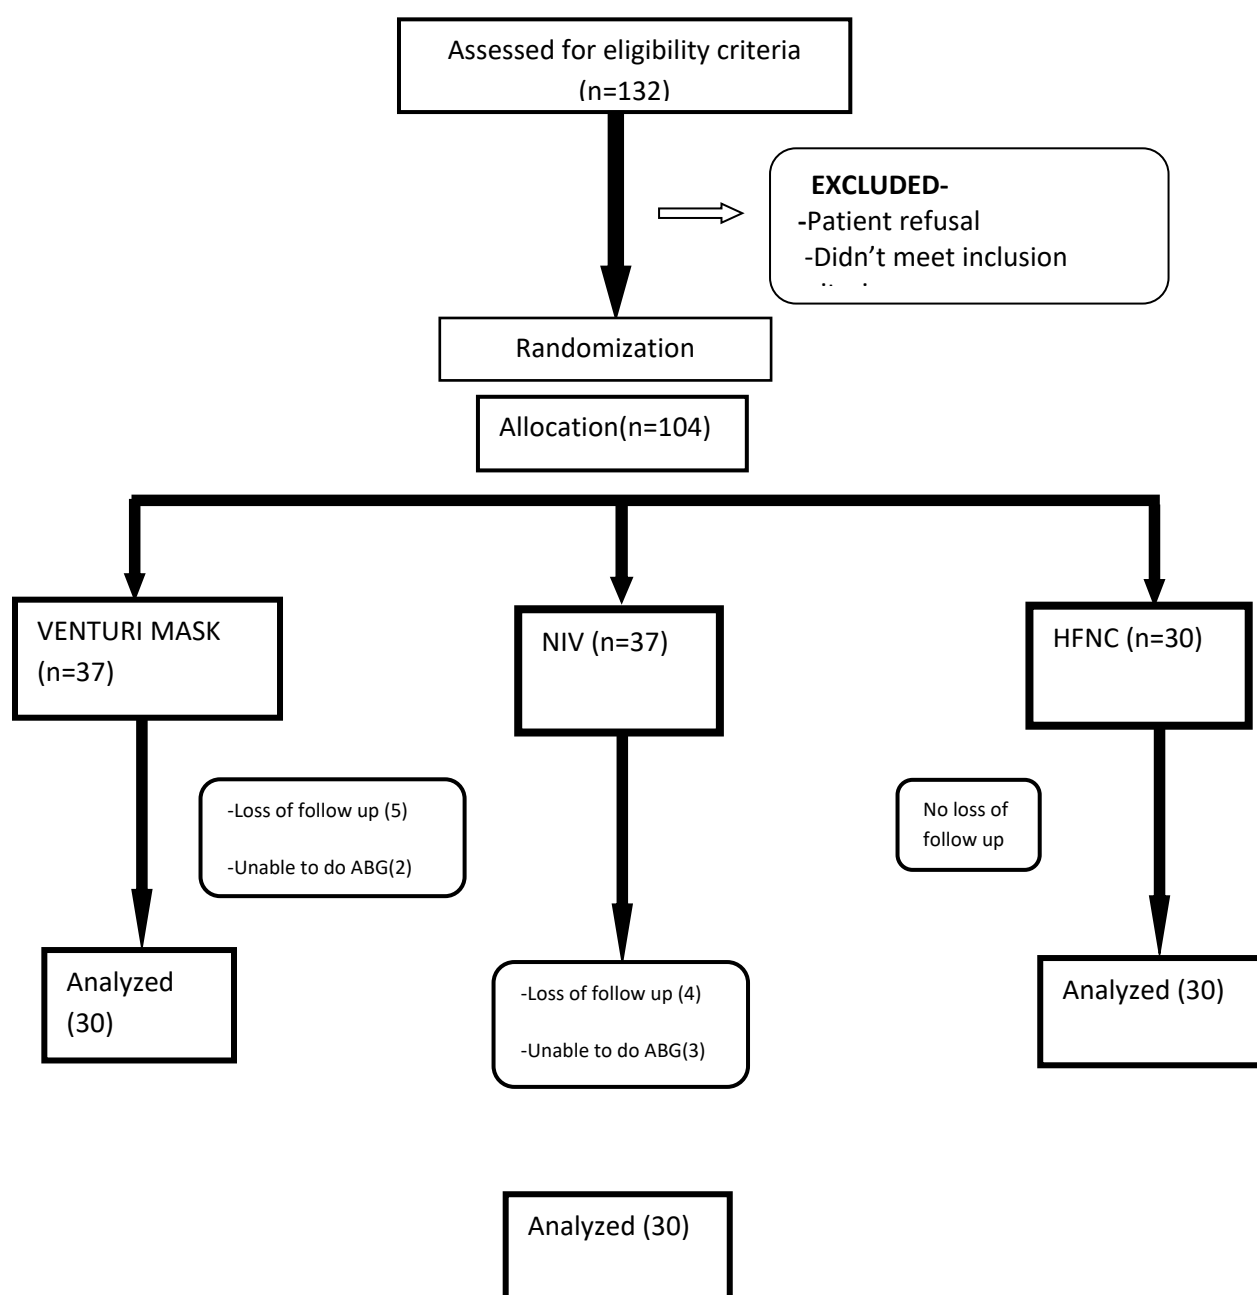 Assessed for eligibility criteria
(n=132)
EXCLUDED-
-Patient refusal
-Didn’t meet inclusion
Randomization
Allocation(n=104)
VENTURI MASK
(n=37)
NIV (n=37)
HFNC (n=30)
-Loss of follow up (5)
-Unable to do ABG(2)
No loss of
follow up
Analyzed
(30)
-Loss of follow up (4)
-Unable to do ABG(3)
Analyzed (30)
Analyzed (30)